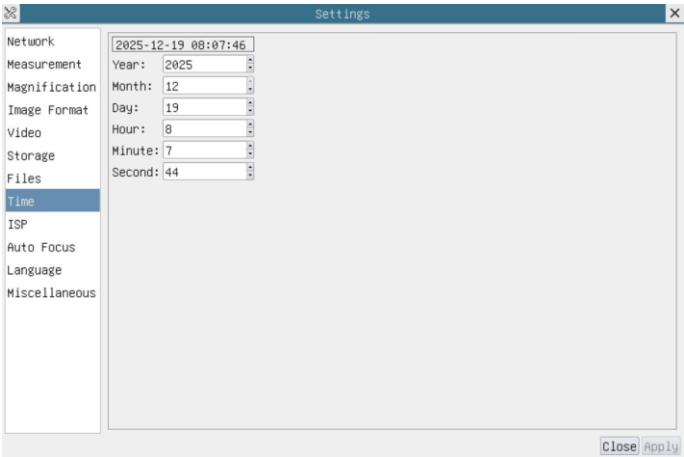 Settings
Network
Measurement
Magnification
Image Format
Video
Storage
Files
Time
ISP
Auto Focus
Language
Miscellaneous
2025-12-19 08:07:46
Year: 2025
Month: 12
Day: 19
Hour: 8
Minute: 7
Second: 44
Close Apply